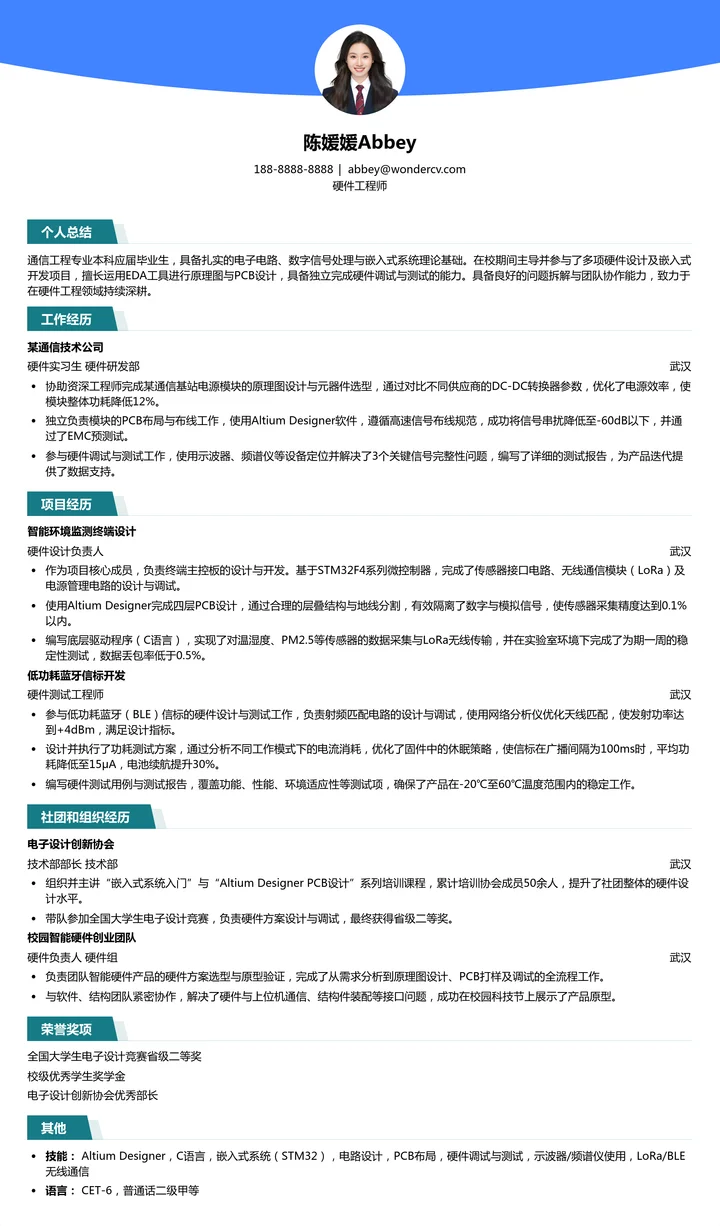 陈媛媛Abbey
188-8888-8888 | abbey@wondercv.com
硬件工程师
个人总结
通信工程专业本科应届毕业生，具备扎实的电子电路、数字信号处理与嵌入式系统理论基础。在校期间主导并参与了多项硬件设计及嵌入式
开发项目，擅长运用EDA工具进行原理图与PCB设计，具备独立完成硬件调试与测试的能力。具备良好的问题拆解与团队协作能力，致力于
在硬件工程领域持续深耕。
工作经历
某通信技术公司
硬件实习生 硬件研发部 武汉
• 协助资深工程师完成某通信基站电源模块的原理图设计与元器件选型，通过对比不同供应商的DC-DC转换器参数，优化了电源效率，使
模块整体功耗降低12%。
• 独立负责模块的PCB布局与布线工作，使用Altium Designer软件，遵循高速信号布线规范，成功将信号串扰降低至-60dB以下，并通
过了EMC预测试。
• 参与硬件调试与测试工作，使用示波器、频谱仪等设备定位并解决了3个关键信号完整性问题，编写了详细的测试报告，为产品迭代提
供了数据支持。
项目经历
智能环境监测终端设计
硬件设计负责人 武汉
• 作为项目核心成员，负责终端主控板的设计与开发。基于STM32F4系列微控制器，完成了传感器接口电路、无线通信模块（LoRa）及
电源管理电路的设计与调试。
• 使用Altium Designer完成四层PCB设计，通过合理的层叠结构与地线分割，有效隔离了数字与模拟信号，使传感器采集精度达到0.1%
以内。
• 编写底层驱动程序（C语言），实现了对温湿度、PM2.5等传感器的数据采集与LoRa无线传输，并在实验室环境下完成了为期一周的稳
定性测试，数据丢包率低于0.5%。
低功耗蓝牙信标开发
硬件测试工程师 武汉
• 参与低功耗蓝牙（BLE）信标的硬件设计与测试工作，负责射频匹配电路的设计与调试，使用网络分析仪优化天线匹配，使发射功率达
到+4dBm，满足设计指标。
• 设计并执行了功耗测试方案，通过分析不同工作模式下的电流消耗，优化了固件中的休眠策略，使信标在广播间隔为100ms时，平均功
耗降低至15μA，电池续航提升30%。
• 编写硬件测试用例与测试报告，覆盖功能、性能、环境适应性等测试项，确保了产品在-20℃至60℃温度范围内的稳定工作。
社团和组织经历
电子设计创新协会
技术部部长 技术部 武汉
• 组织并主讲“嵌入式系统入门”与“Altium Designer PCB设计”系列培训课程，累计培训协会成员50余人，提升了社团整体的硬件设
计水平。
• 带队参加全国大学生电子设计竞赛，负责硬件方案设计与调试，最终获得省级二等奖。
校园智能硬件创业团队
硬件负责人 硬件组 武汉
• 负责团队智能硬件产品的硬件方案选型与原型验证，完成了从需求分析到原理图设计、PCB打样及调试的全流程工作。
• 与软件、结构团队紧密协作，解决了硬件与上位机通信、结构件装配等接口问题，成功在校园科技节上展示了产品原型。
荣誉奖项
全国大学生电子设计竞赛省级二等奖
校级优秀学生奖学金
电子设计创新协会优秀部长
其他
• 技能： Altium Designer，C语言，嵌入式系统（STM32），电路设计，PCB布局，硬件调试与测试，示波器/频谱仪使用，LoRa/BLE
无线通信
• 语言： CET-6，普通话二级甲等